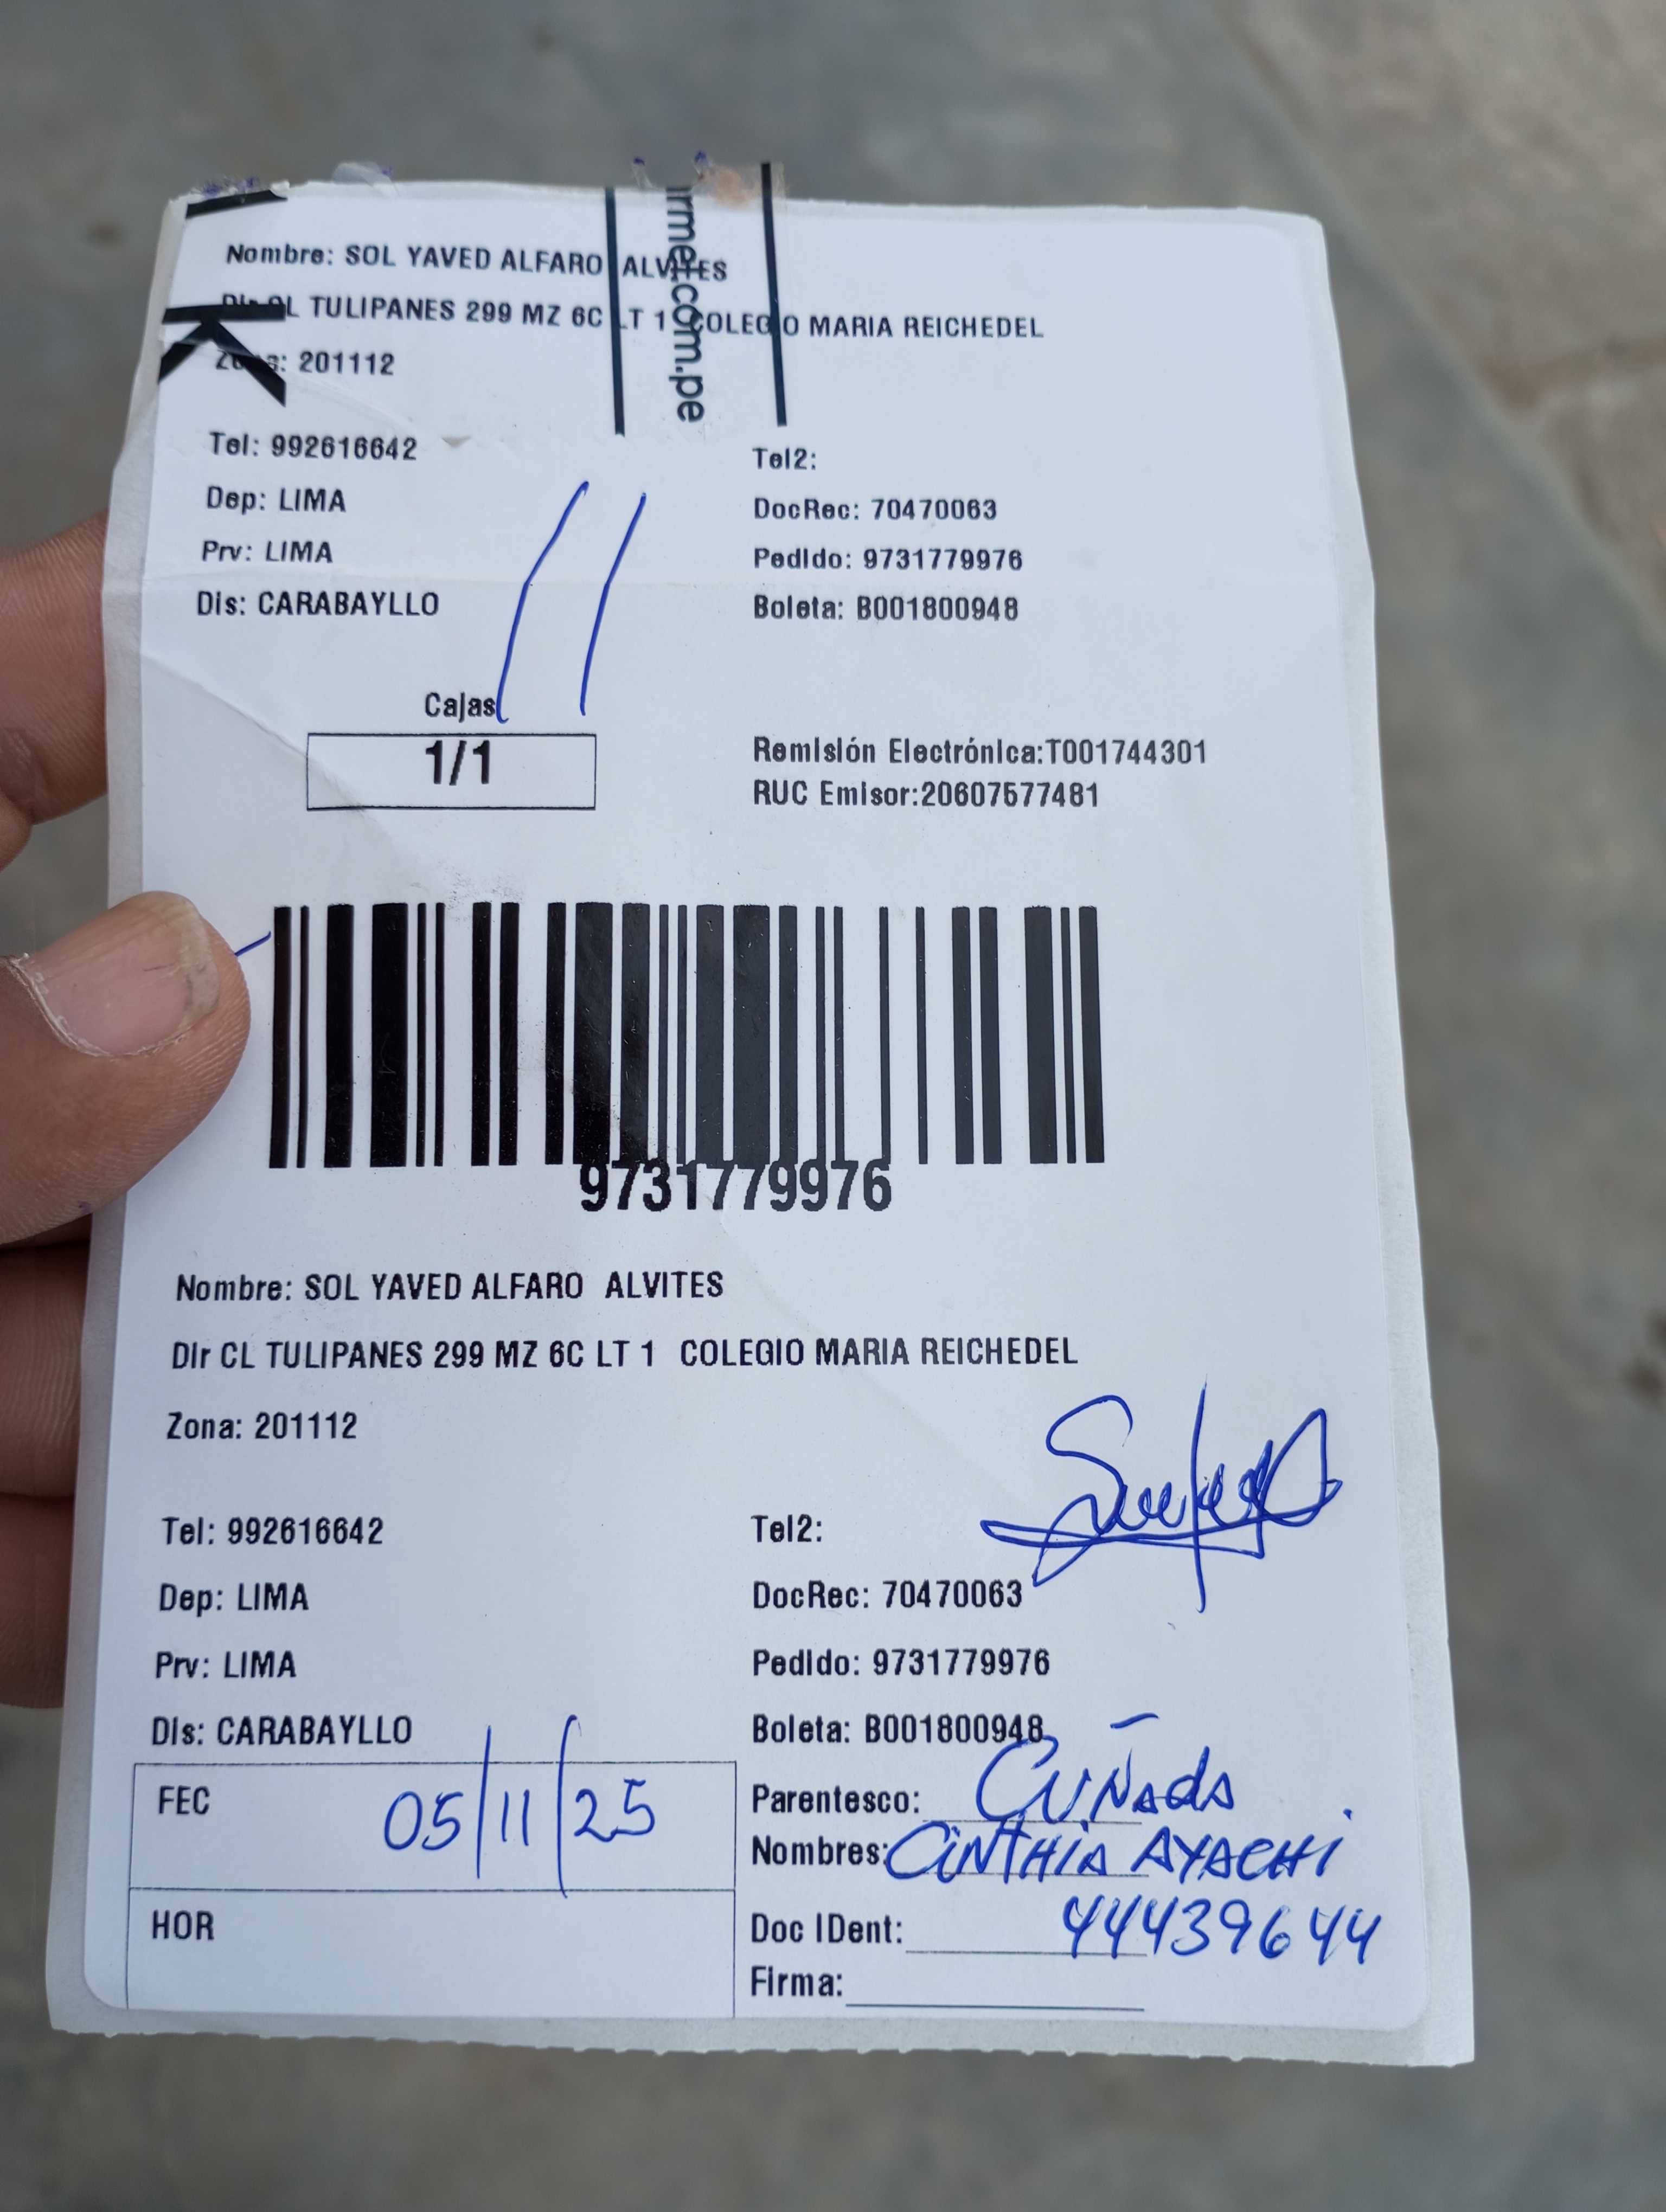 K
irmer.com.pe
Nombre: SOL YAVED ALFARO ALVITES
Dir CL TULIPANES 299 MZ 6C LT 1 COLEGIO MARIA REICHEDEL
Zona: 201112
Tel: 992616642 Tel2:
Dep: LIMA DocRec: 70470063
Prv: LIMA Pedido: 9731779976
Dis: CARABAYLLO Boleta: B001800948
Cajas
1/1 Remisión Electrónica:T001744301
RUC Emisor:20607577481
9731779976
Nombre: SOL YAVED ALFARO ALVITES
Dir CL TULIPANES 299 MZ 6C LT 1 COLEGIO MARIA REICHEDEL
Zona: 201112
Tel: 992616642 Tel2:
Dep: LIMA DocRec: 70470063
Prv: LIMA Pedido: 9731779976
Dis: CARABAYLLO Boleta: B001800948
FEC 05/11/25 Parentesco: CUÑADA
Nombres: CINTHIA AYACHI
HOR Doc IDent: 44439644
Firma: